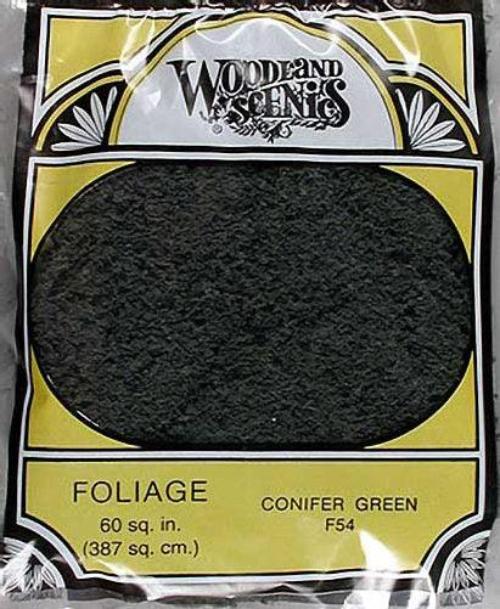 WOODLAND
SCENICS
®
FOLIAGE
60 sq. in.
(387 sq. cm.)
CONIFER GREEN
F54